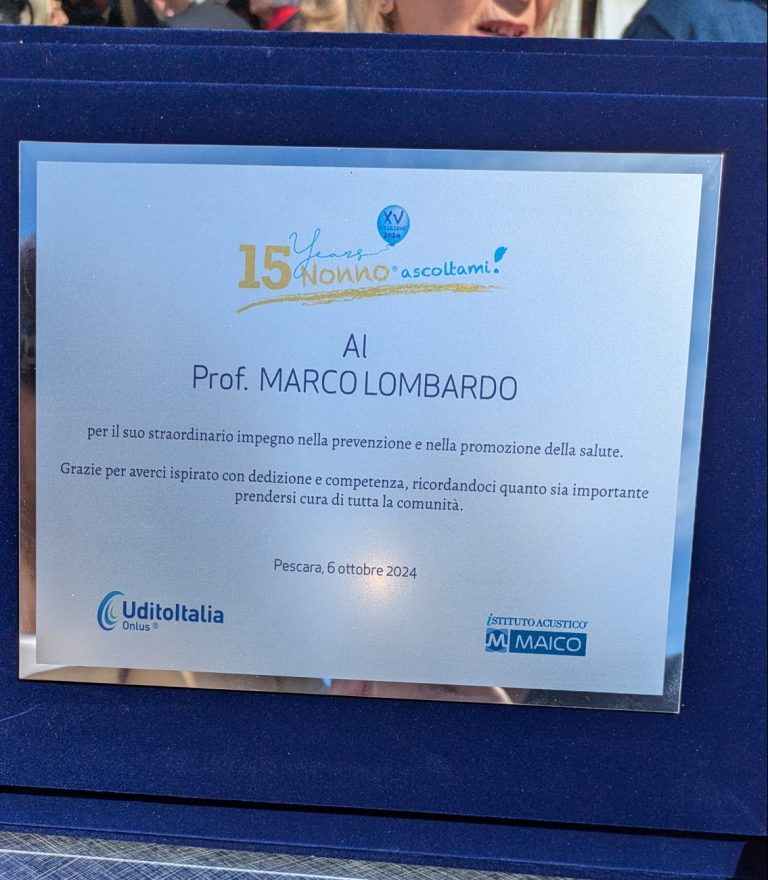 XV
EDIZIONE
2024
15 Years
Nonno® ascoltami!
Al
Prof. MARCO LOMBARDO
per il suo straordinario impegno nella prevenzione e nella promozione della salute.
Grazie per averci ispirato con dedizione e competenza, ricordandoci quanto sia importante
prendersi cura di tutta la comunità.
Pescara, 6 ottobre 2024
UditoItalia
Onlus ®
iSTITUTO ACUSTICO
M MAICO